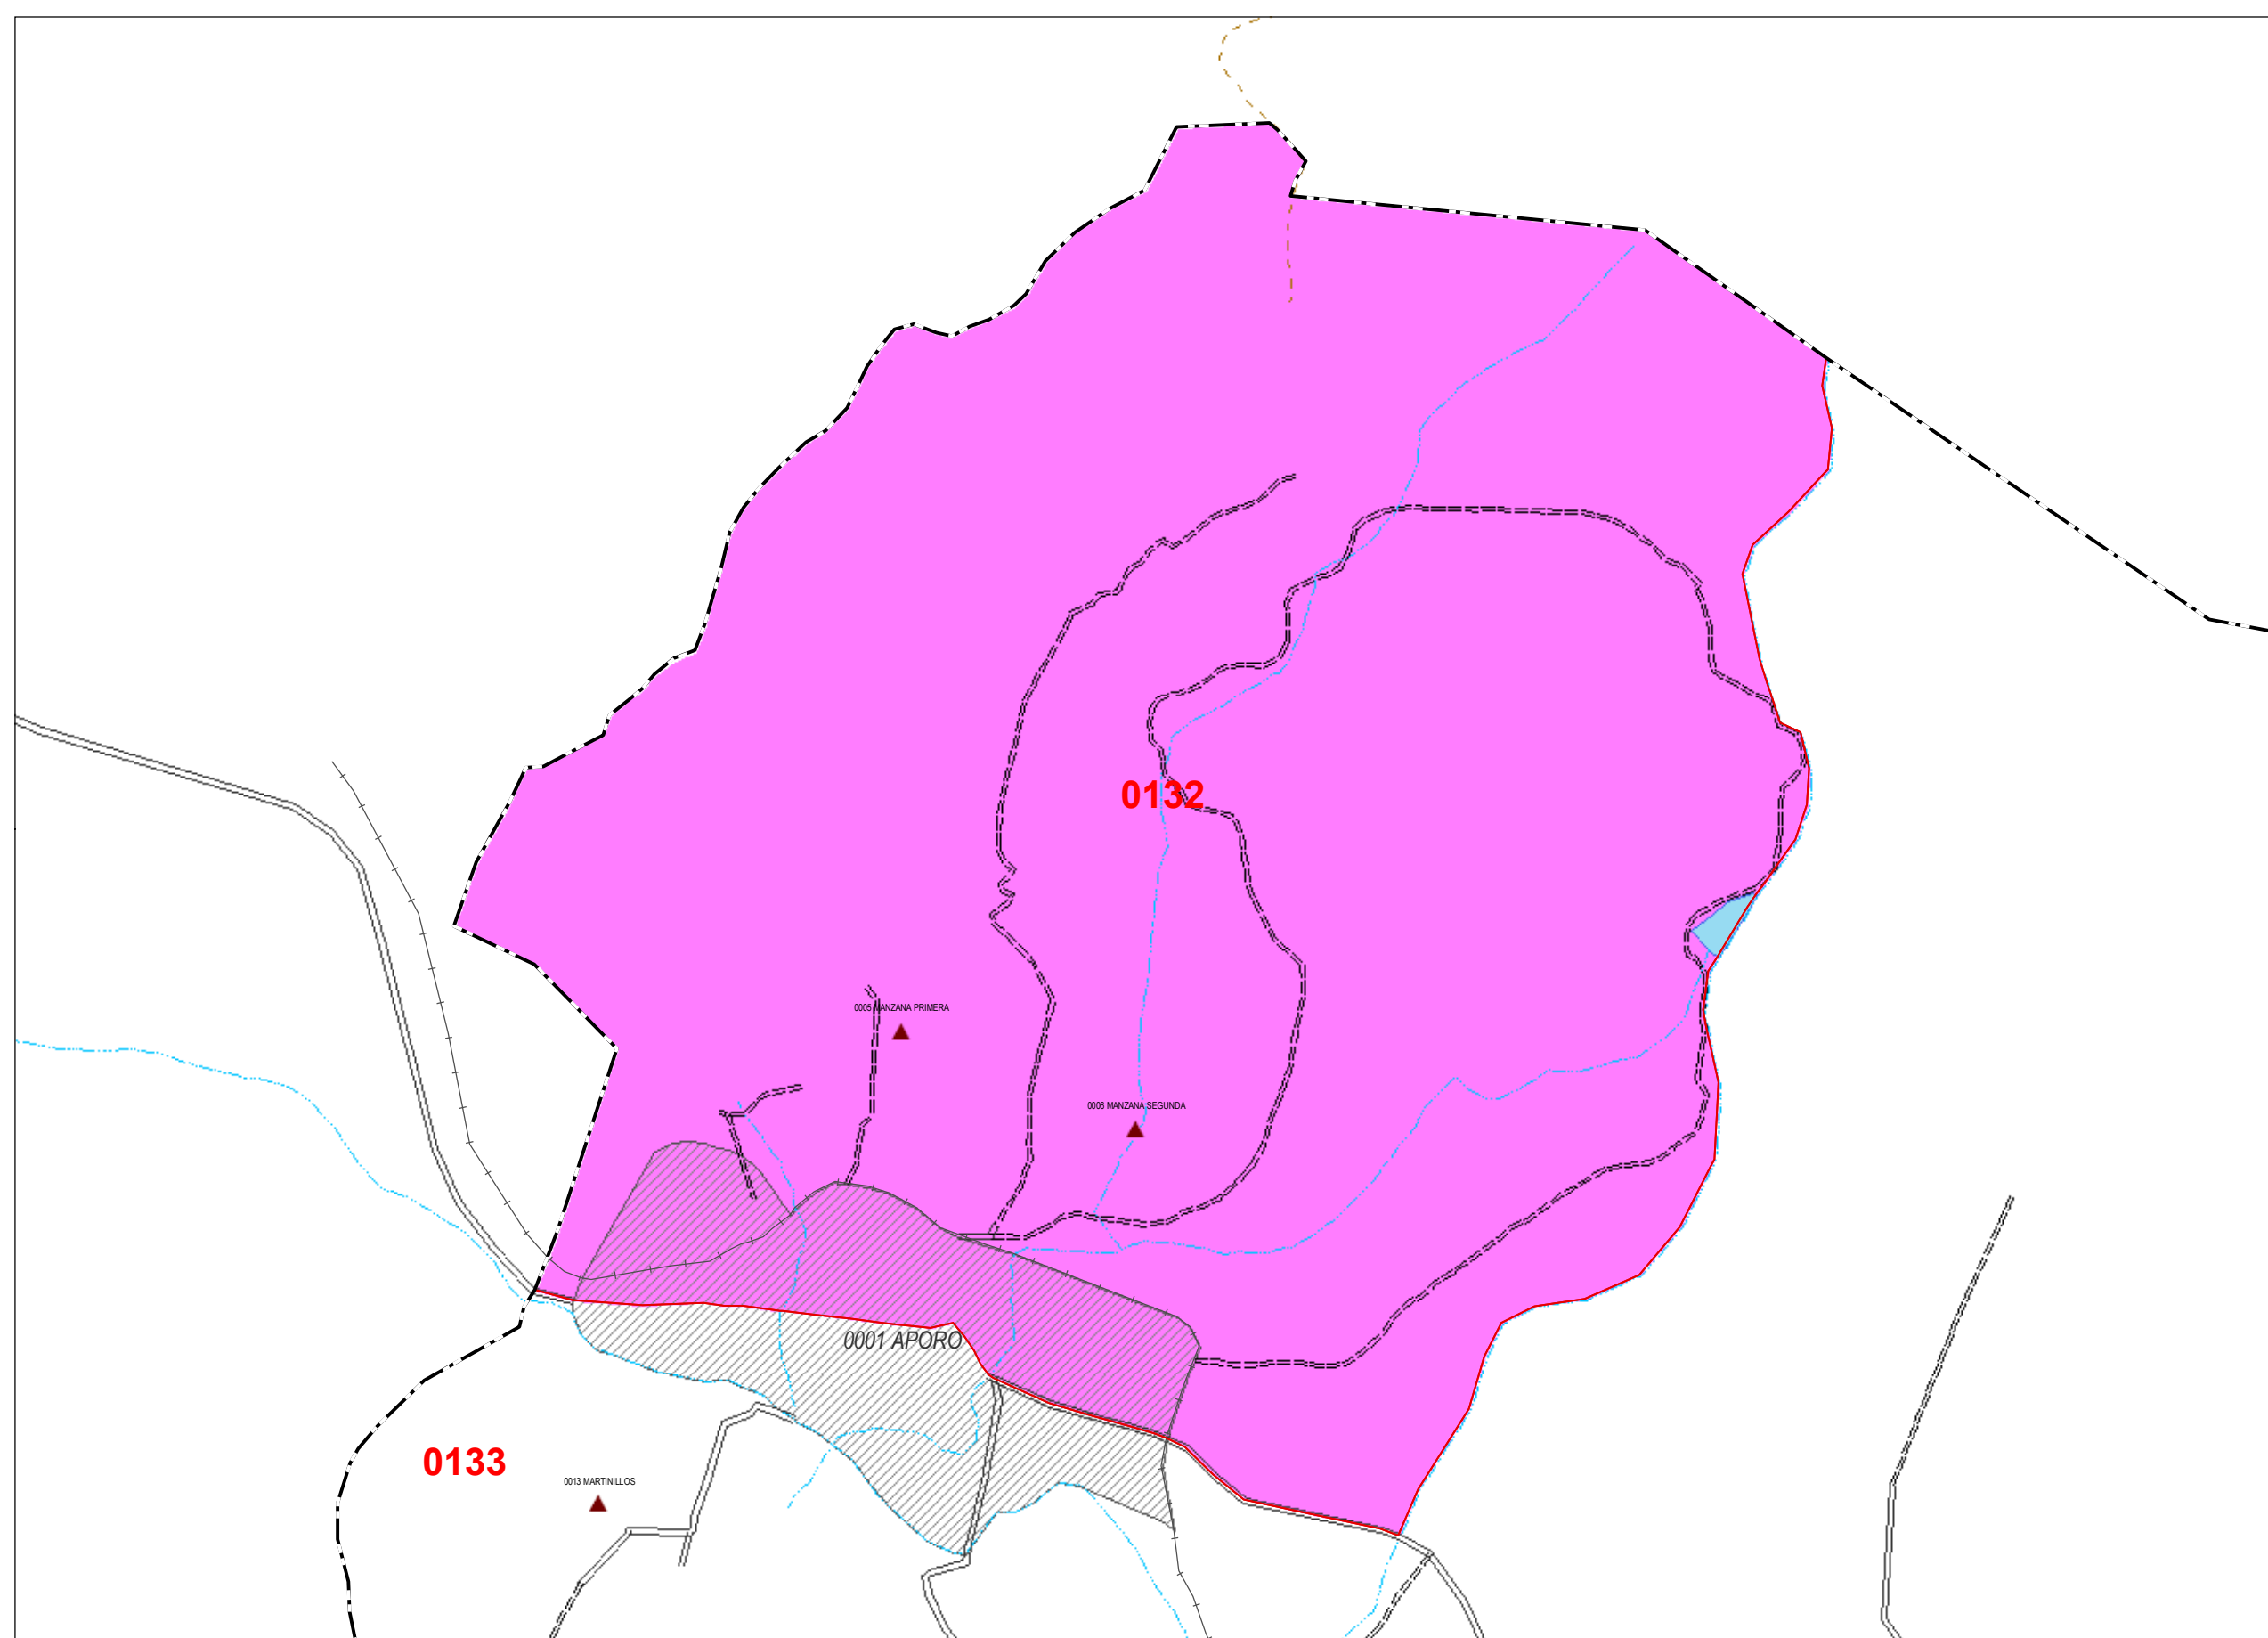 0132
0005 MANZANA PRIMERA
0006 MANZANA SEGUNDA
0001 APORO
0133
0013 MARTINILLOS